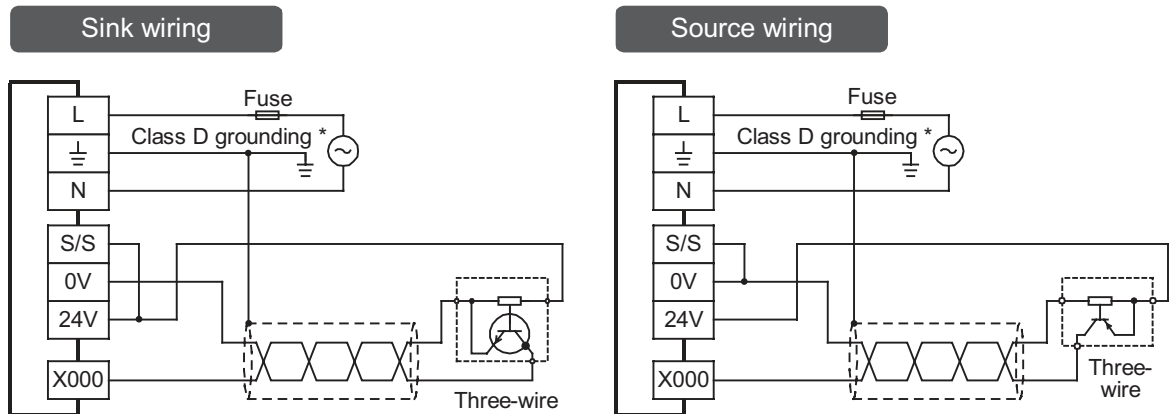 Sink wiring
L
Fuse
Class D grounding *
N
S/S
0V
24V
X000
Three-wire
Source wiring
L
Fuse
Class D grounding *
N
S/S
0V
24V
X000
Three-
wire